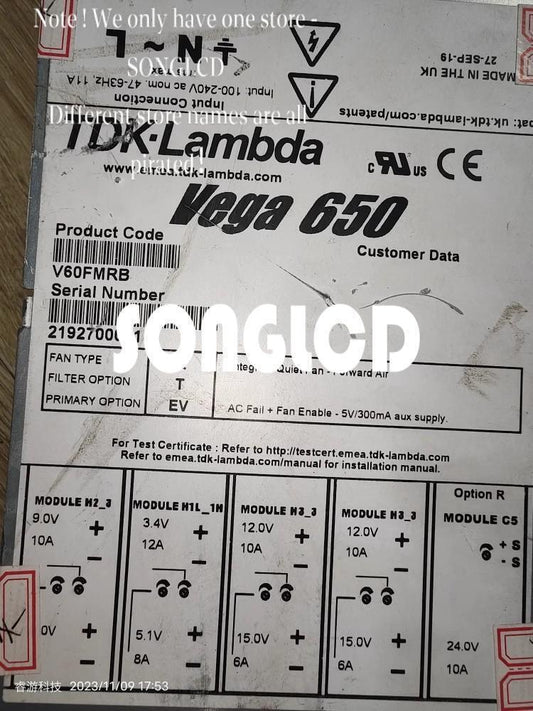 Note ! We only have one store -
SONGLCD
Different store names are all
pirated !
L ~ N
MADE IN THE UK
27-SEP-19
Input Connection
Input: 100-240V ac nom, 47-63Hz, 11A max
pat: uk.tdk-lambda.com/patents
TDK·Lambda
www.emea.tdk-lambda.com
c RU US CE
Vega 650
Product Code
Customer Data
V60FMRB
Serial Number
2192700
SONGLCD
FAN TYPE
Quiet Fan - Forward Air
FILTER OPTION T
PRIMARY OPTION EV AC Fail + Fan Enable - 5V/300mA aux supply.
For Test Certificate : Refer to http://testcert.emea.tdk-lambda.com
Refer to emea.tdk-lambda.com/manual for installation manual.
MODULE H2_3
9.0V +
10A -
0V +
-
MODULE H1L_1H
3.4V +
12A -
5.1V +
8A -
MODULE H3_3
12.0V +
10A -
15.0V +
6A -
MODULE H3_3
12.0V +
10A -
15.0V +
6A -
Option R
MODULE C5
+ S
- S
24.0V
10A
睿游科技 2023/11/09 17:53